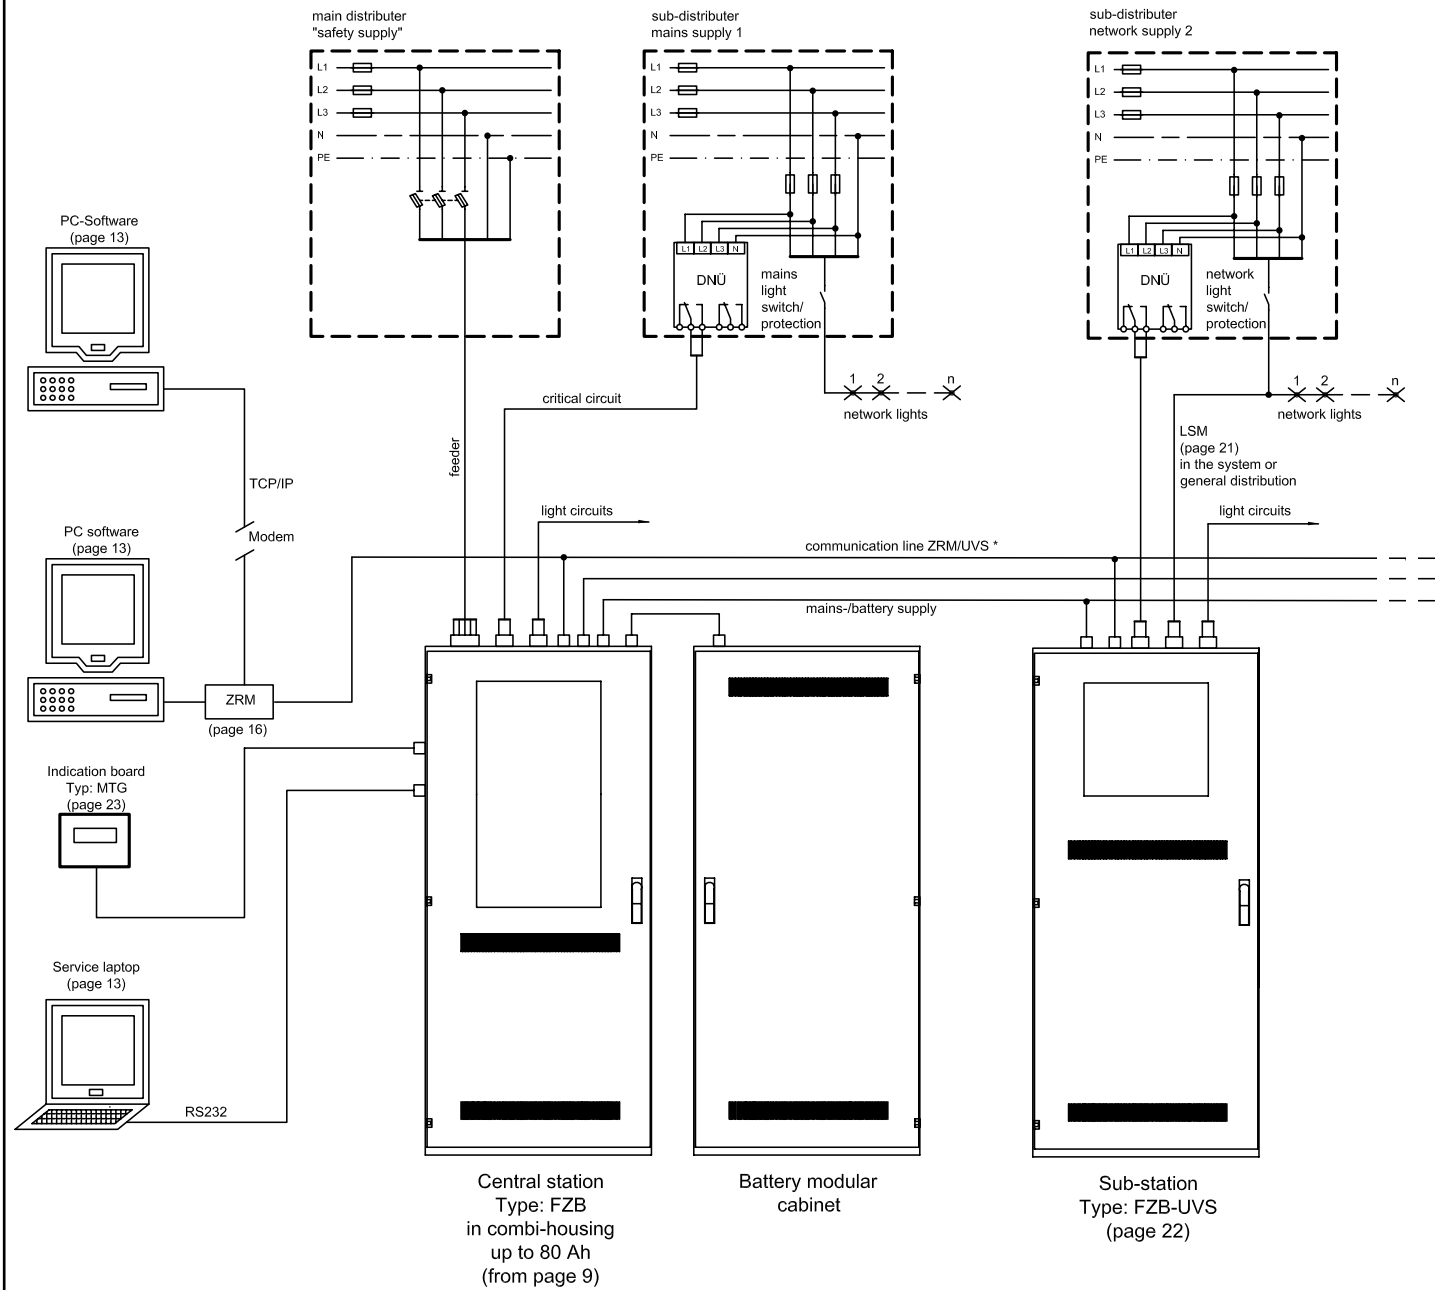 main distributer
"safety supply"
sub-distributer
mains supply 1
sub-distributer
network supply 2
L1
L2
L3
N
PE
L1
L2
L3
N
PE
L1
L2
L3
N
PE
PC-Software
(page 13)
L1 L2 L3 N
DNÜ
mains
light
switch/
protection
L1 L2 L3 N
DNÜ
network
light
switch/
protection
1 2 n
network lights
1 2 n
network lights
critical circuit
feeder
LSM
(page 21)
in the system or
general distribution
TCP/IP
Modem
light circuits
light circuits
PC software
(page 13)
communication line ZRM/UVS *
mains-/battery supply
ZRM
(page 16)
Indication board
Typ: MTG
(page 23)
Service laptop
(page 13)
RS232
Central station
Type: FZB
in combi-housing
up to 80 Ah
(from page 9)
Battery modular
cabinet
Sub-station
Type: FZB-UVS
(page 22)